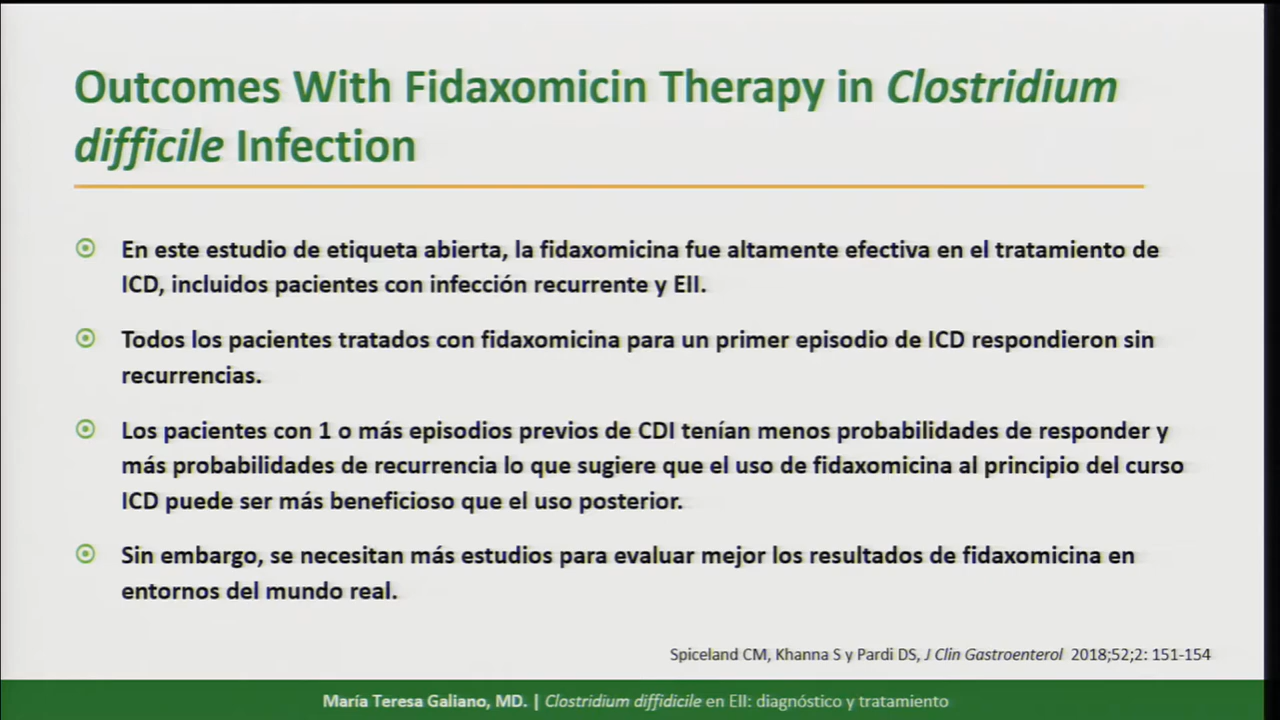 Outcomes With Fidaxomicin Therapy in Clostridium
difficile Infection
En este estudio de etiqueta abierta, la fidaxomicina fue altamente efectiva en el tratamiento de
ICD, incluidos pacientes con infección recurrente y EII.
Todos los pacientes tratados con fidaxomicina para un primer episodio de ICD respondieron sin
recurrencias.
Los pacientes con 1 o más episodios previos de CDI tenían menos probabilidades de responder y
más probabilidades de recurrencia lo que sugiere que el uso de fidaxomicina al principio del curso
ICD puede ser más beneficioso que el uso posterior.
Sin embargo, se necesitan más estudios para evaluar mejor los resultados de fidaxomicina en
entornos del mundo real.
Spiceland CM, Khanna S y Pardi DS, J Clin Gastroenterol 2018;52;2: 151-154
María Teresa Galiano, MD. | Clostridium diffidicile en EII: diagnóstico y tratamiento